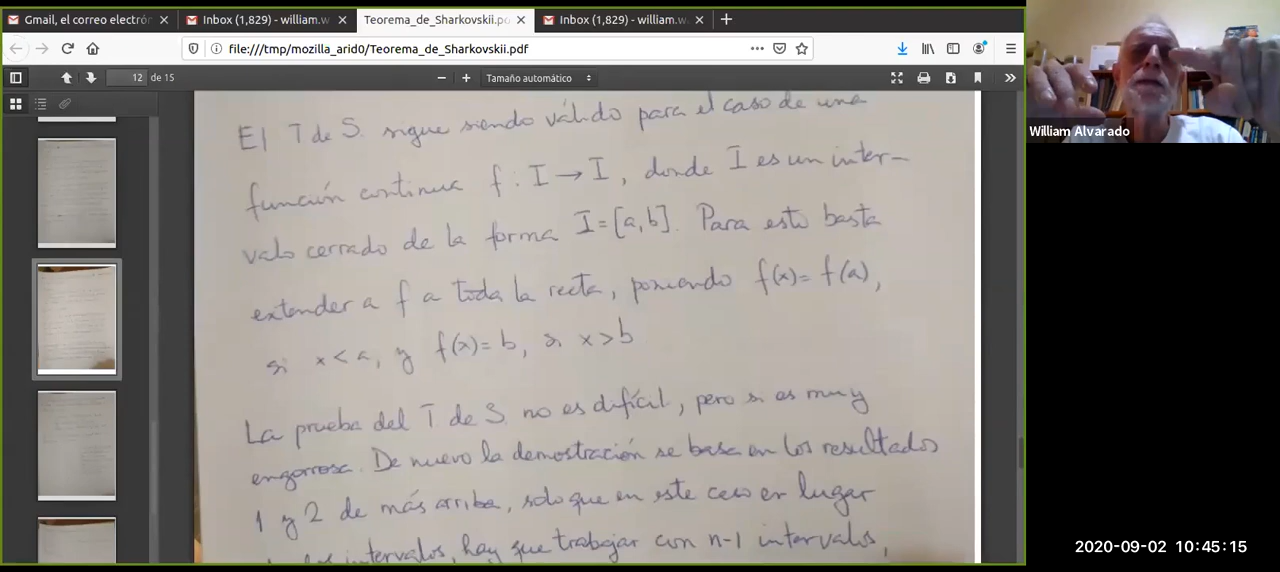 Gmail, el correo electrón
Inbox (1,829) - william.w
Teorema_de_Sharkovskii.p
Inbox (1,829) - william.w
file:///tmp/mozilla_arid0/Teorema_de_Sharkovskii.pdf
12 de 15
Tamaño automático
El T de S. sigue siendo válido para el caso de una
función continua f : I → I, donde I es un inter-
valo cerrado de la forma I = [a, b]. Para esto basta
extender a f a toda la recta, poniendo f(x) = f(a),
si x < a, y f(x) = b, si x > b
La prueba del T de S. no es difícil, pero si es muy
engorrosa. De nuevo la demostración se basa en los resultados
1 y 2 de más arriba, solo que en este caso en lugar
intervalos, hay que trabajar con n-1 intervalos,
William Alvarado
2020-09-02 10:45:15